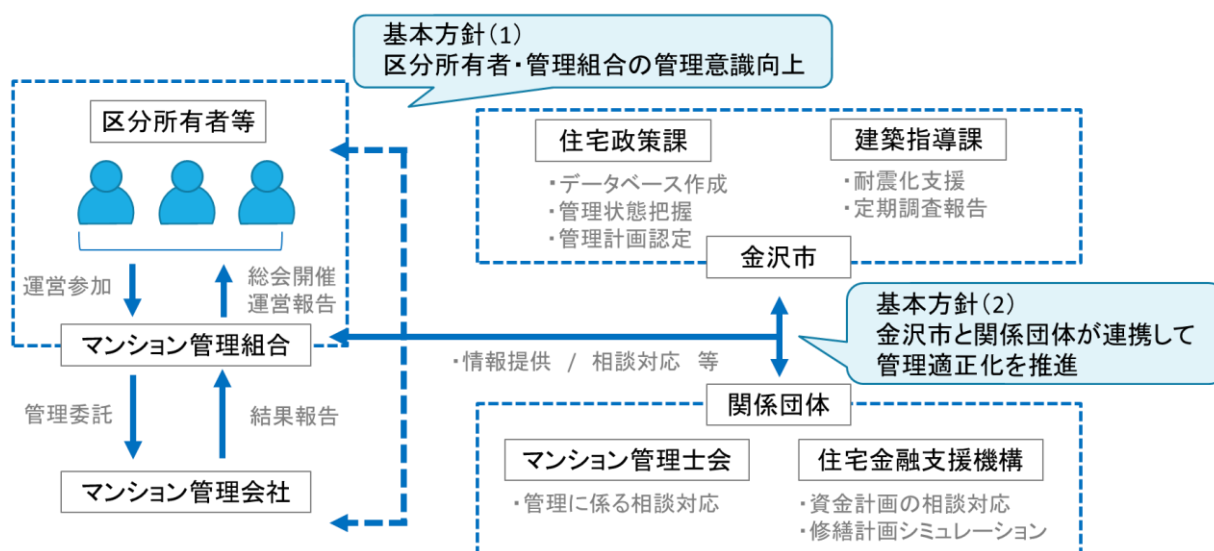 基本方針(1)
区分所有者・管理組合の管理意識向上
区分所有者等
運営参加
総会開催
運営報告
マンション管理組合
管理委託
結果報告
マンション管理会社
住宅政策課
・データベース作成
・管理状態把握
・管理計画認定
建築指導課
・耐震化支援
・定期調査報告
金沢市
基本方針(2)
金沢市と関係団体が連携して
管理適正化を推進
・情報提供 / 相談対応 等
関係団体
マンション管理士会
・管理に係る相談対応
住宅金融支援機構
・資金計画の相談対応
・修繕計画シミュレーション